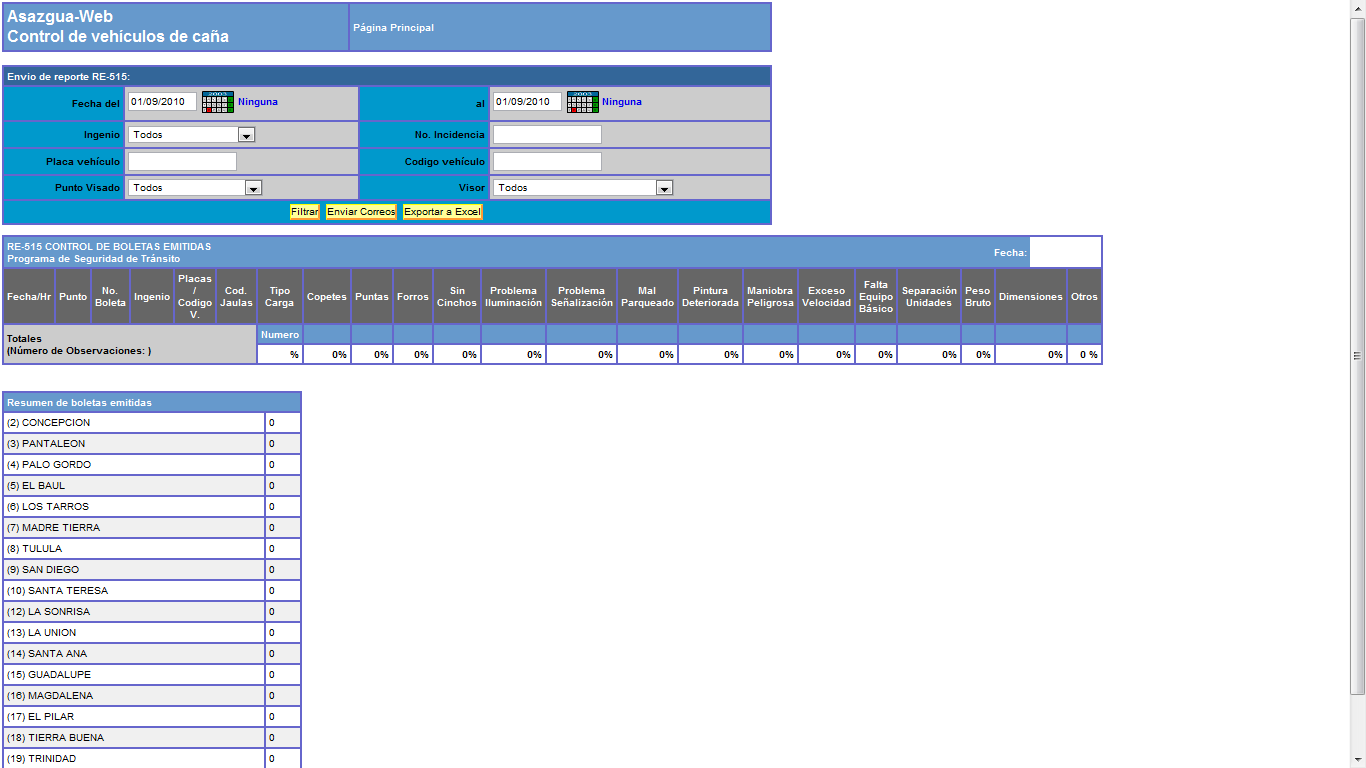 Asazgua-Web
Control de vehículos de caña
Página Principal
Envio de reporte RE-515:
Fecha del 01/09/2010 Ninguna al 01/09/2010 Ninguna
Ingenio Todos No. Incidencia
Placa vehículo Codigo vehículo
Punto Visado Todos Visor Todos
Filtrar Enviar Correos Exportar a Excel
RE-515 CONTROL DE BOLETAS EMITIDAS
Programa de Seguridad de Tránsito
Fecha:
Fecha/Hr
Punto
No.
Boleta
Ingenio
Placas
/
Codigo
V.
Cod.
Jaulas
Tipo
Carga
Copetes
Puntas
Forros
Sin
Cinchos
Problema
Iluminación
Problema
Señalización
Mal
Parqueado
Pintura
Deteriorada
Maniobra
Peligrosa
Exceso
Velocidad
Falta
Equipo
Básico
Separación
Unidades
Peso
Bruto
Dimensiones
Otros
Totales
(Número de Observaciones: )
Numero
% 0% 0% 0% 0% 0% 0% 0% 0% 0% 0% 0% 0% 0% 0% 0 %
Resumen de boletas emitidas
(2) CONCEPCION 0
(3) PANTALEON 0
(4) PALO GORDO 0
(5) EL BAUL 0
(6) LOS TARROS 0
(7) MADRE TIERRA 0
(8) TULULA 0
(9) SAN DIEGO 0
(10) SANTA TERESA 0
(12) LA SONRISA 0
(13) LA UNION 0
(14) SANTA ANA 0
(15) GUADALUPE 0
(16) MAGDALENA 0
(17) EL PILAR 0
(18) TIERRA BUENA 0
(19) TRINIDAD 0